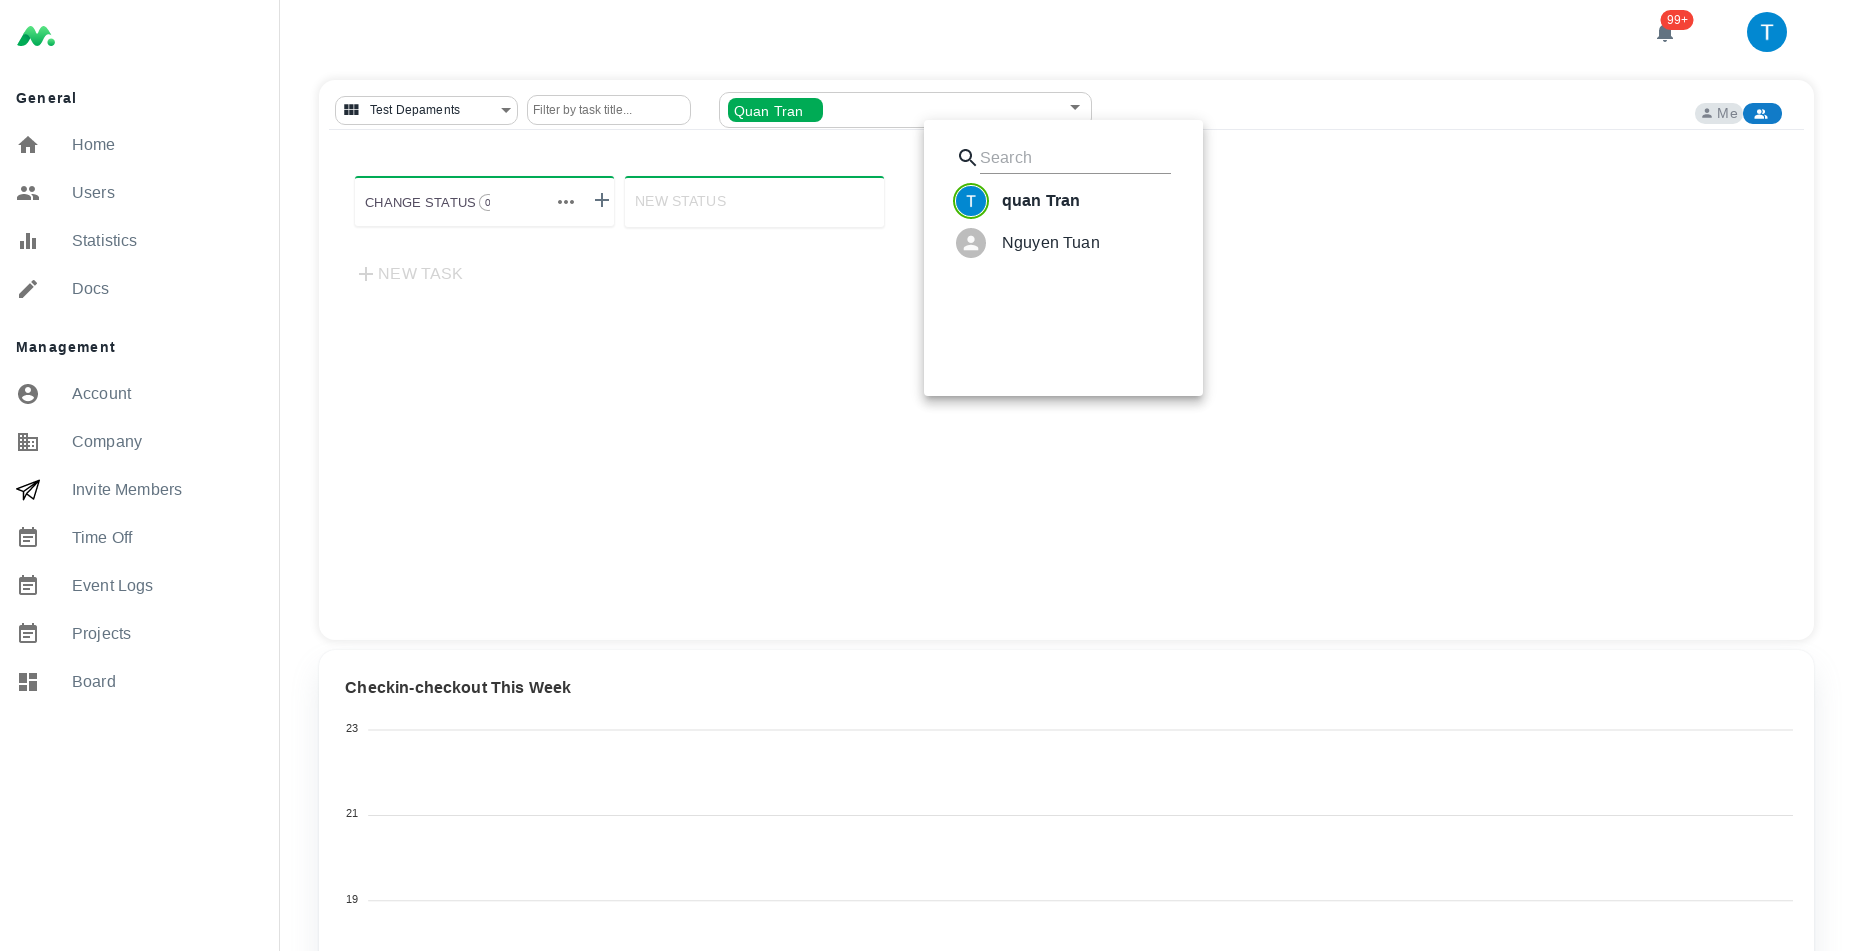 99+
T
General
Home
Users
Statistics
Docs
Management
Account
Company
Invite Members
Time Off
Event Logs
Projects
Board
Test Depaments
Filter by task title...
Quan Tran
Me
CHANGE STATUS 0
NEW STATUS
NEW TASK
Search
T quan Tran
Nguyen Tuan
Checkin-checkout This Week
23
21
19